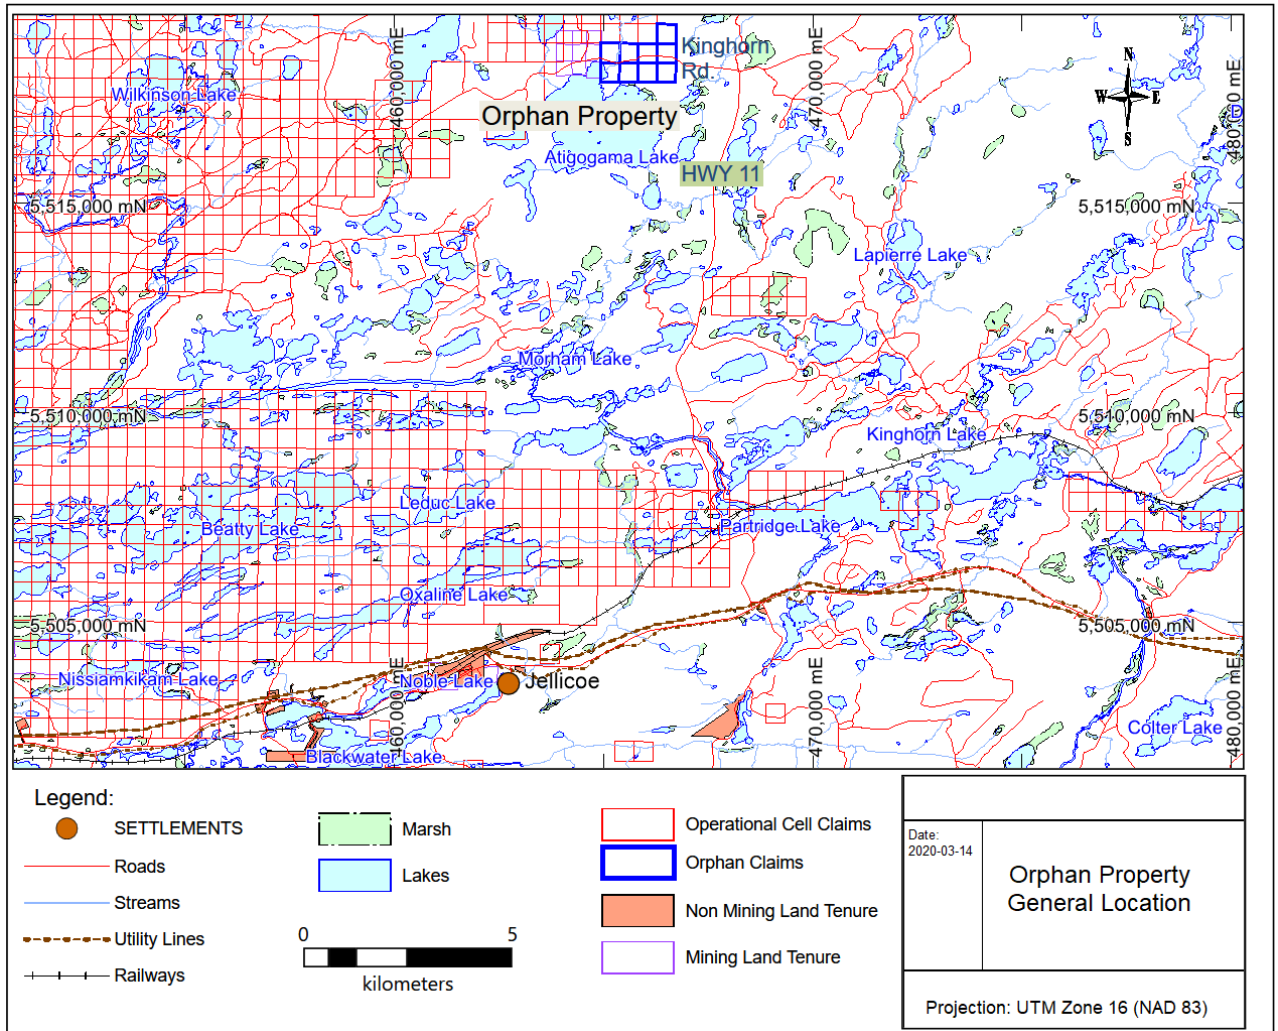 460,000 mE
470,000 mE
480,000 mE
Kinghorn
Rd.
N
W
E
S
Wilkinson Lake
Orphan Property
Atigogama Lake
HWY 11
5,515,000 mN
5,515,000 mN
Lapierre Lake
Morham Lake
5,510,000 mN
5,510,000 mN
Kinghorn Lake
Leduc Lake
Beatty Lake
Partridge Lake
Oxaline Lake
5,505,000 mN
5,505,000 mN
Nissiamkikam Lake
Noble Lake
Jellicoe
460,000 mE
470,000 mE
480,000 mE
Colter Lake
Blackwater Lake
Legend:
SETTLEMENTS
Roads
Streams
Utility Lines
Railways
Marsh
Lakes
0 5
kilometers
Operational Cell Claims
Orphan Claims
Non Mining Land Tenure
Mining Land Tenure
Date:
2020-03-14
Orphan Property
General Location
Projection: UTM Zone 16 (NAD 83)